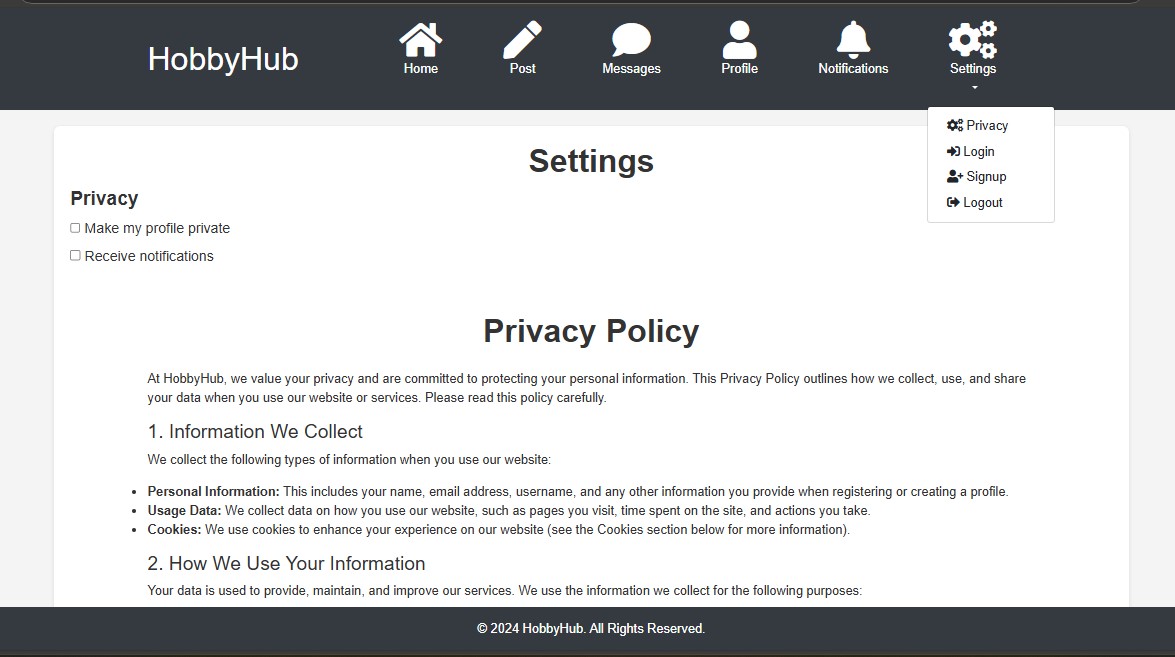 HobbyHub
Home
Post
Messages
Profile
Notifications
Settings
Privacy
Login
Signup
Logout
Settings
Privacy
Make my profile private
Receive notifications
Privacy Policy
At HobbyHub, we value your privacy and are committed to protecting your personal information. This Privacy Policy outlines how we collect, use, and share
your data when you use our website or services. Please read this policy carefully.
1. Information We Collect
We collect the following types of information when you use our website:
• Personal Information: This includes your name, email address, username, and any other information you provide when registering or creating a profile.
• Usage Data: We collect data on how you use our website, such as pages you visit, time spent on the site, and actions you take.
• Cookies: We use cookies to enhance your experience on our website (see the Cookies section below for more information).
2. How We Use Your Information
Your data is used to provide, maintain, and improve our services. We use the information we collect for the following purposes:
© 2024 HobbyHub. All Rights Reserved.